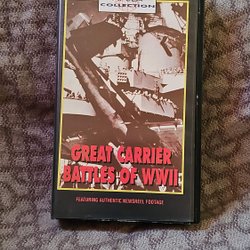 COLLECTION
GREAT CARRIER
BATTLES OF WWII
FEATURING AUTHENTIC NEWSREEL FOOTAGE